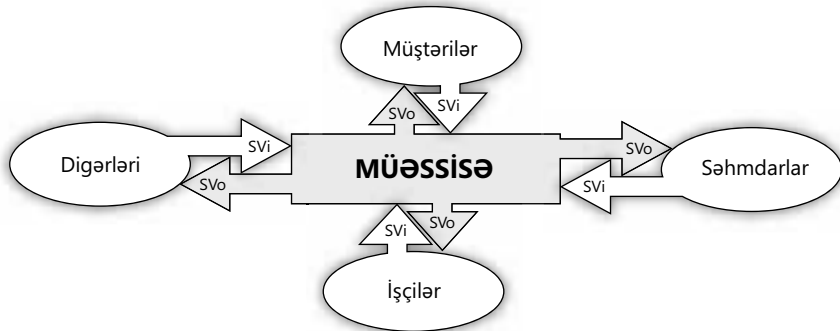 Müştərilər
SVo
SVi
SVi
SVo
Digərləri
MÜƏSSİSƏ
Səhmdarlar
SVo
SVi
SVi
SVo
İşçilər